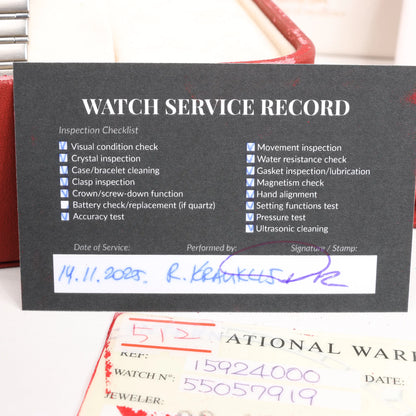 WATCH SERVICE RECORD
Inspection Checklist
Visual condition check
Crystal inspection
Case/bracelet cleaning
Clasp inspection
Crown/screw-down function
Battery check/replacement (if quartz)
Accuracy test
Movement inspection
Water resistance check
Gasket inspection/lubrication
Magnetism check
Hand alignment
Setting functions test
Pressure test
Ultrasonic cleaning
Date of Service: Performed by: Signature / Stamp:
19.11.2025. R.
512
ATIONAL WAR
REF: 15924000
WATCH Nº: 55057919 DATE:
JEWELER: